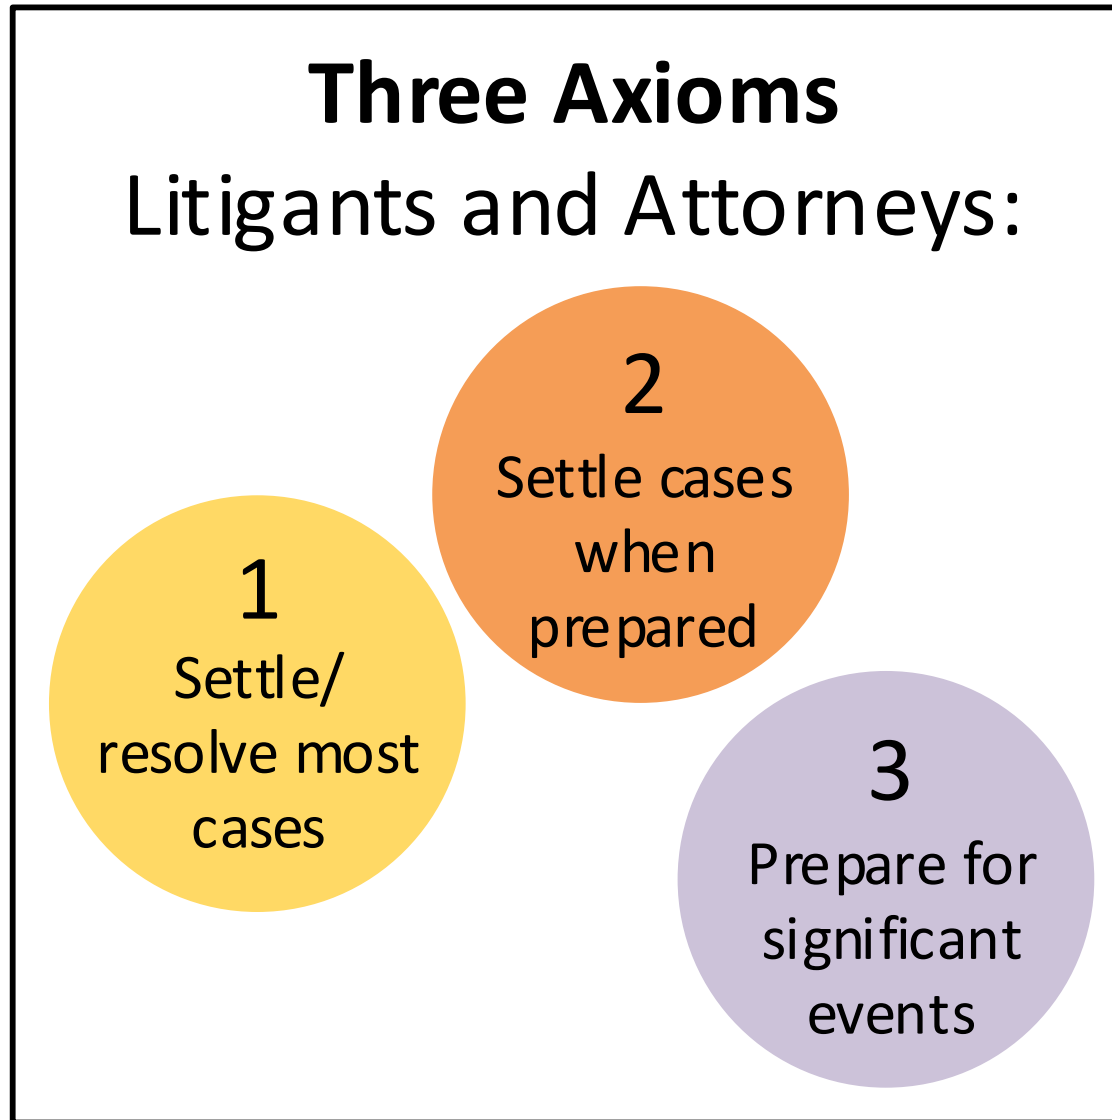 Three Axioms
Litigants and Attorneys:
1
Settle/
resolve most
cases
2
Settle cases
when
prepared
3
Prepare for
significant
events